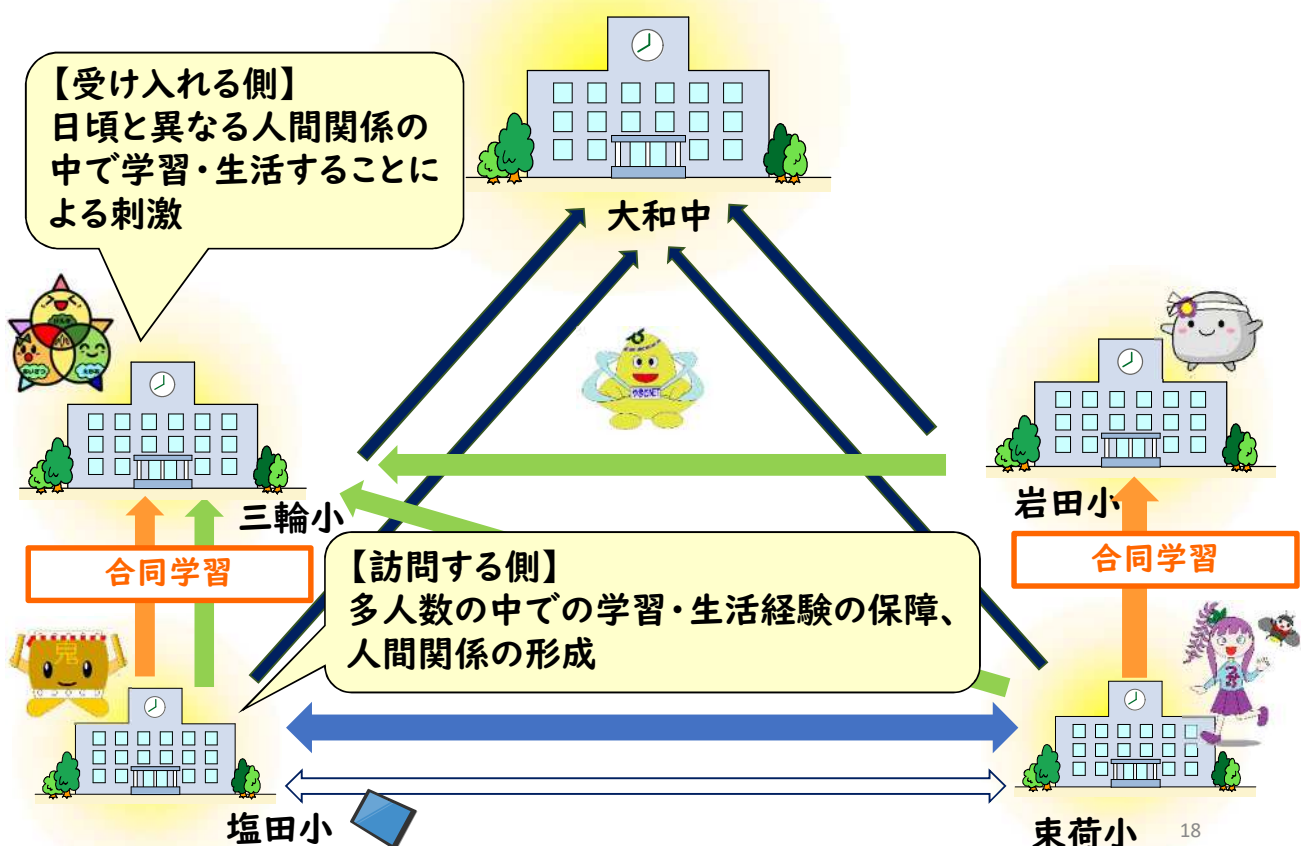 【受け入れる側】
日頃と異なる人間関係の
中で学習・生活することに
よる刺激
大和中
三輪小
岩田小
合同学習
合同学習
【訪問する側】
多人数の中での学習・生活経験の保障、
人間関係の形成
鬼
塩田小
束荷小
18